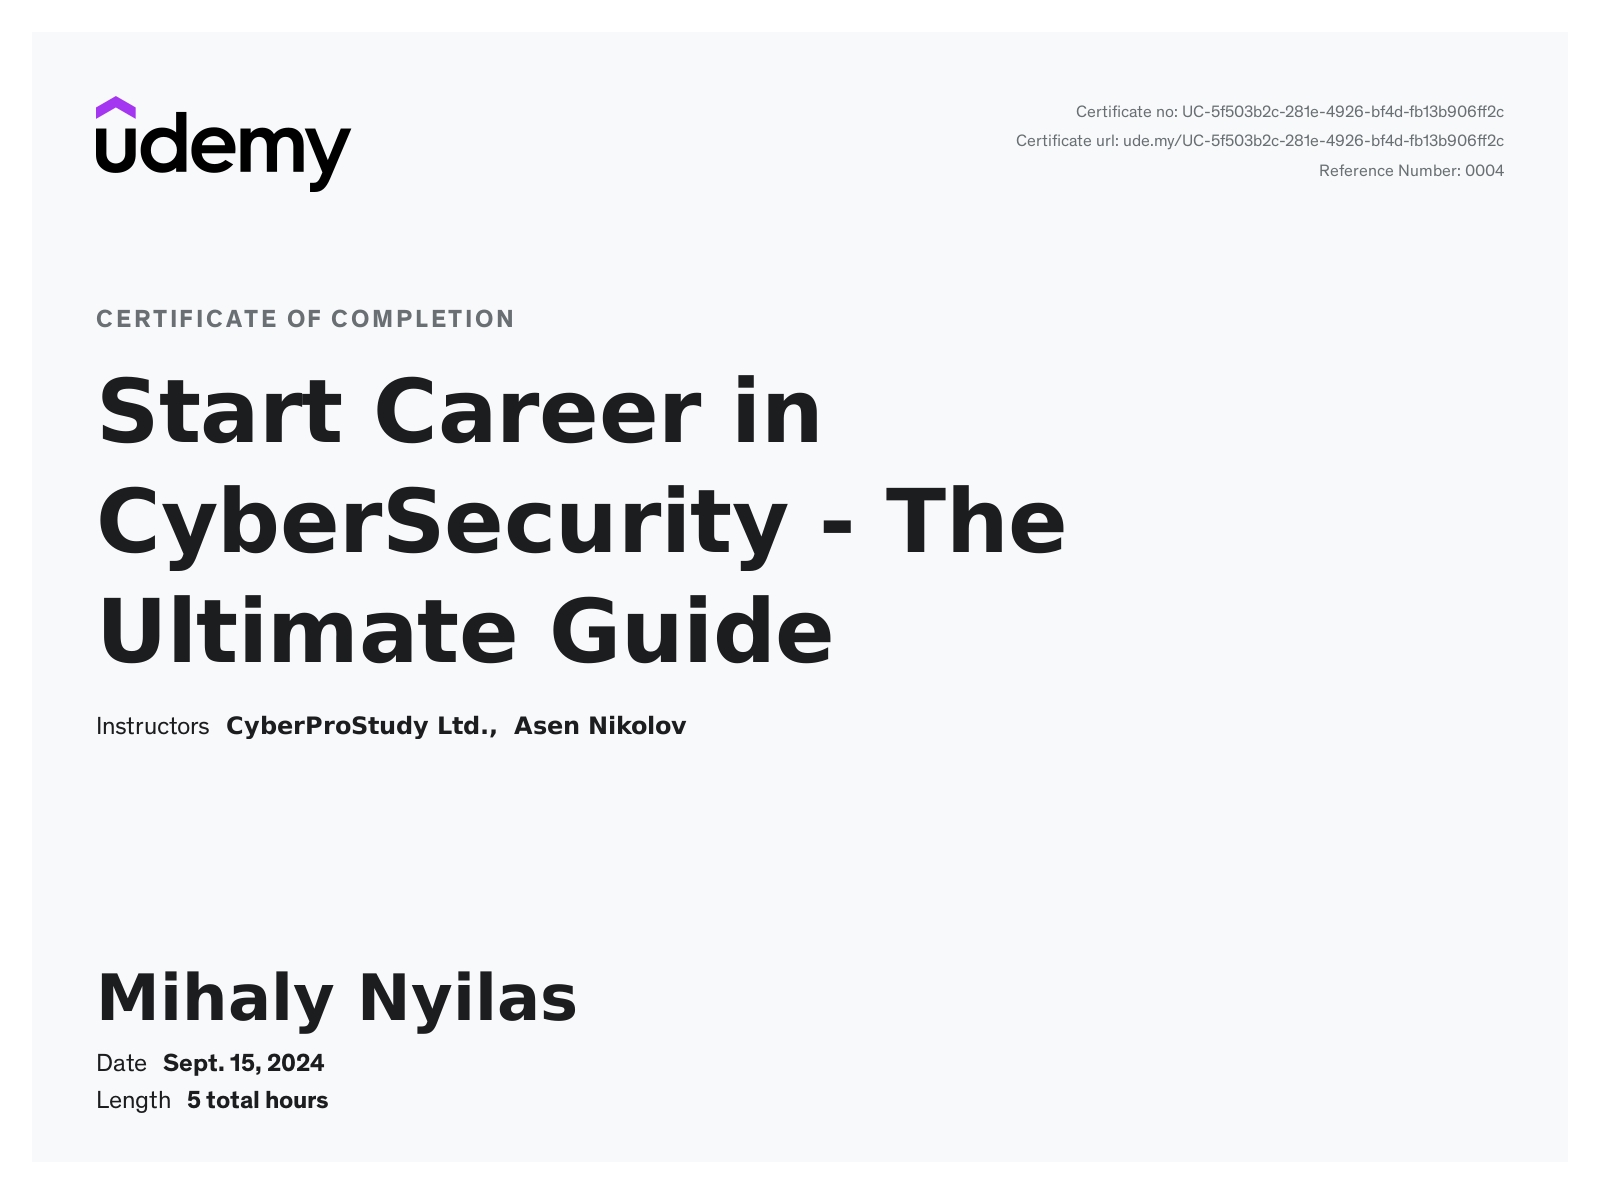 udemy
Certificate no: UC-5f503b2c-281e-4926-bf4d-fb13b906ff2c
Certificate url: ude.my/UC-5f503b2c-281e-4926-bf4d-fb13b906ff2c
Reference Number: 0004
CERTIFICATE OF COMPLETION
Start Career in
CyberSecurity - The
Ultimate Guide
Instructors CyberProStudy Ltd., Asen Nikolov
Mihaly Nyilas
Date Sept. 15, 2024
Length 5 total hours